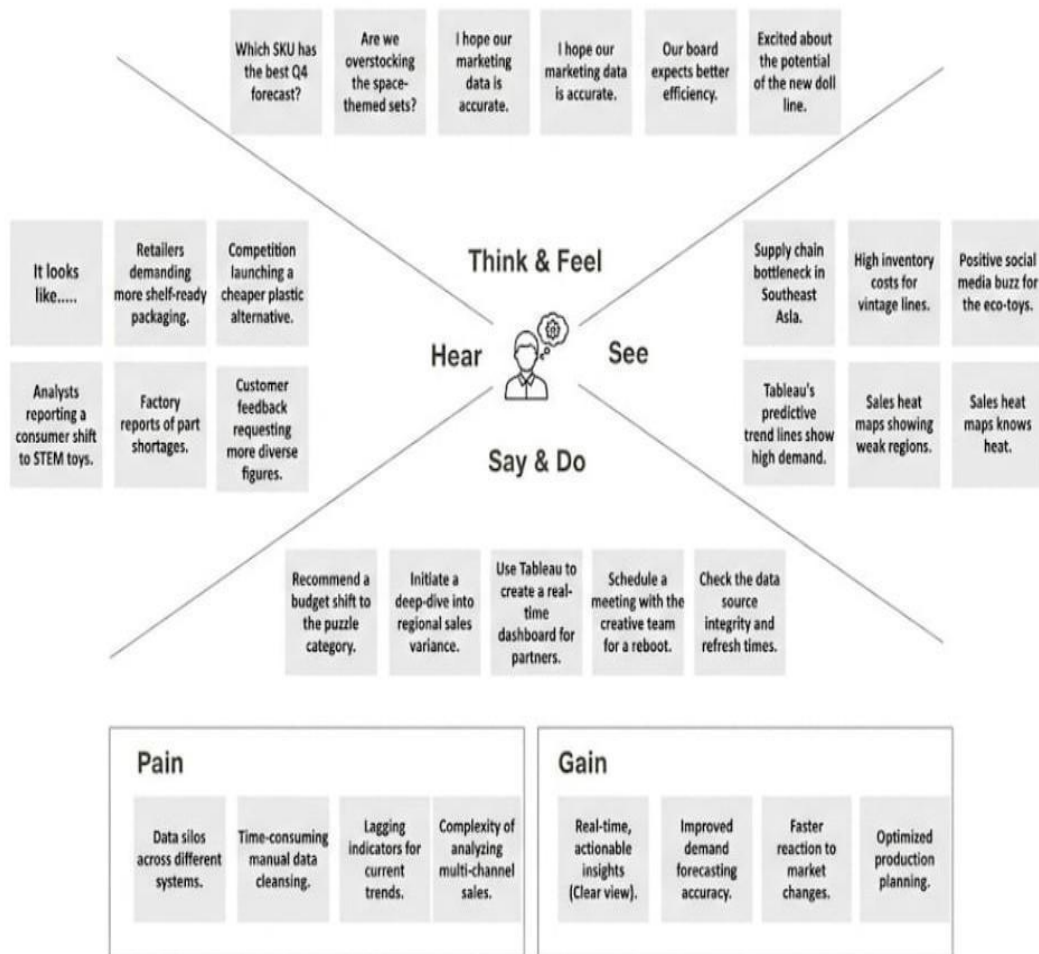 Which SKU has
the best Q4
forecast?
Are we
overstocking
the space-
themed sets?
I hope our
marketing
data is
accurate.
I hope our
marketing data
is accurate.
Our board
expects better
efficiency.
Excited about
the potential
of the new doll
line.
Think & Feel
Hear
See
Say & Do
It looks
like.....
Retailers
demanding
more shelf-ready
packaging.
Competition
launching a
cheaper plastic
alternative.
Analysts
reporting a
consumer shift
to STEM toys.
Factory
reports of part
shortages.
Customer
feedback
requesting
more diverse
figures.
Supply chain
bottleneck in
Southeast
Asla.
High inventory
costs for
vintage lines.
Positive social
media buzz for
the eco-toys.
Tableau's
predictive
trend lines show
high demand.
Sales heat
maps showing
weak regions.
Sales heat
maps knows
heat.
Recommend a
budget shift to
the puzzle
category.
Initiate a
deep-dive into
regional sales
variance.
Use Tableau to
create a real-
time
dashboard for
partners.
Schedule a
meeting with the
creative team
for a reboot.
Check the data
source
integrity and
refresh times.
Pain
Data silos
across different
systems.
Time-consuming
manual data
cleansing.
Lagging
indicators for
current
trends.
Complexity of
analyzing
multi-channel
sales.
Gain
Real-time,
actionable
insights
(Clear view).
Improved
demand
forecasting
accuracy.
Faster
reaction to
market
changes.
Optimized
production
planning.